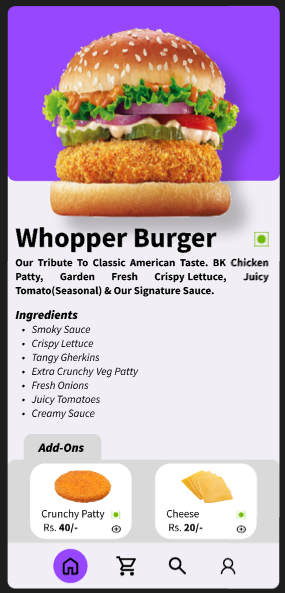 Whopper Burger
Our Tribute To Classic American Taste. BK Chicken
Patty, Garden Fresh Crispy Lettuce, Juicy
Tomato(Seasonal) & Our Signature Sauce.
Ingredients
• Smoky Sauce
• Crispy Lettuce
• Tangy Gherkins
• Extra Crunchy Veg Patty
• Fresh Onions
• Juicy Tomatoes
• Creamy Sauce
Add-Ons
Crunchy Patty
Rs. 40/-
Cheese
Rs. 20/-